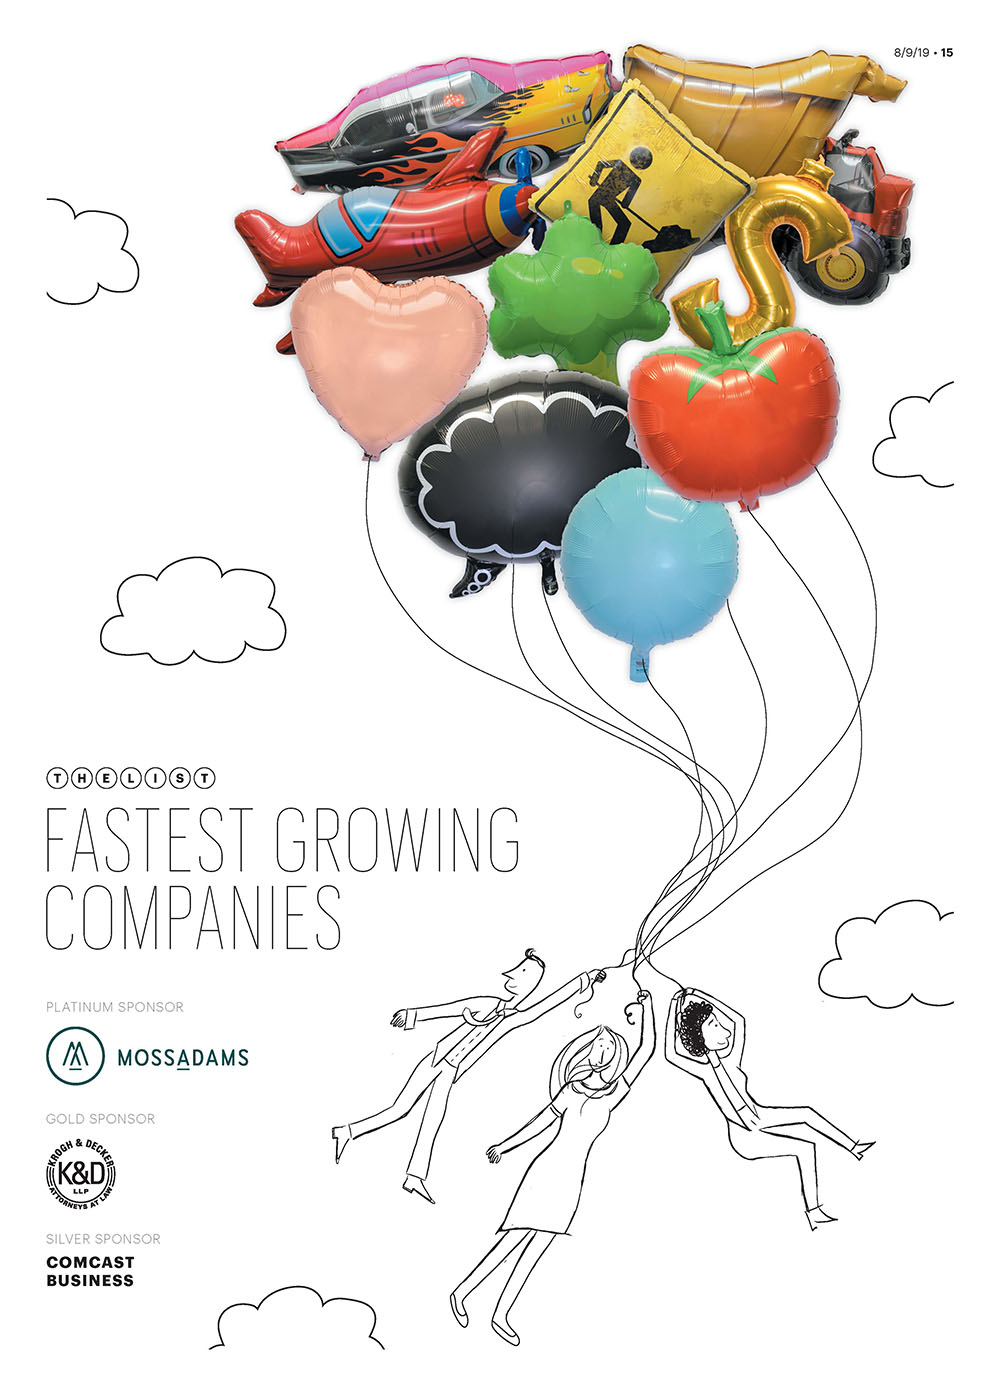 8/9/19 • 15
THELIST
FASTEST GROWING
COMPANIES
PLATINUM SPONSOR
MOSSADAMS
GOLD SPONSOR
KROGH & DECKER
K&D
LLP
ATTORNEYS AT LAW
SILVER SPONSOR
COMCAST
BUSINESS